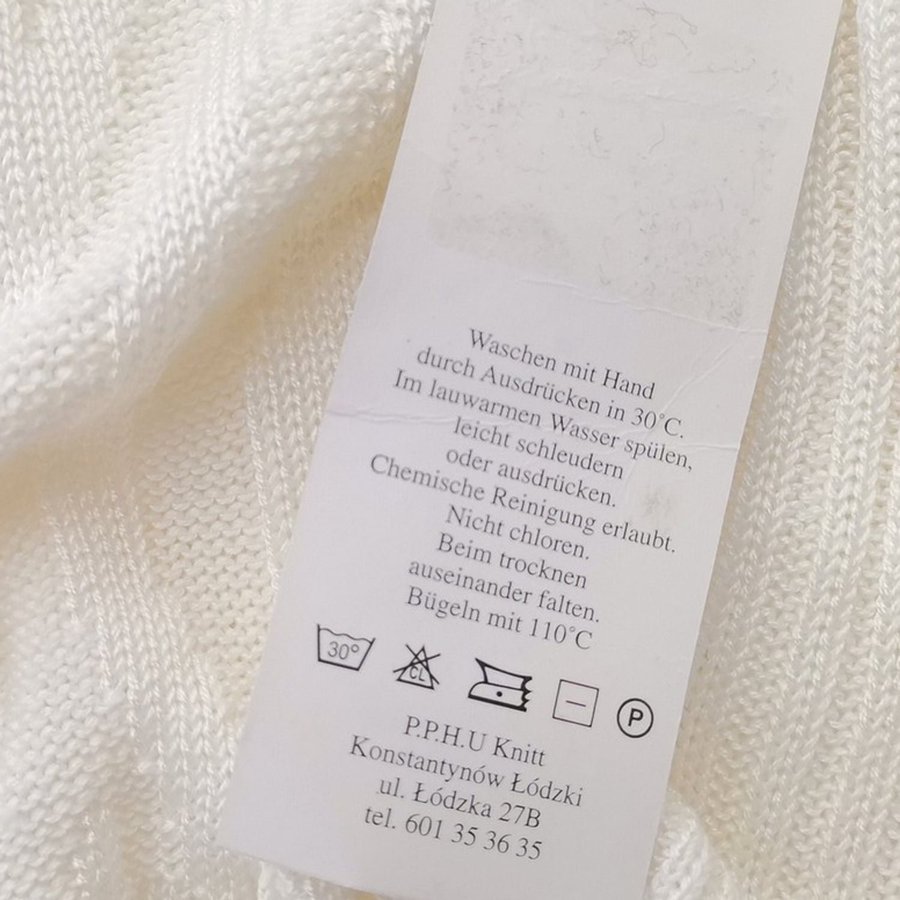 Waschen mit Hand
durch Ausdrücken in 30°C.
Im lauwarmen Wasser spülen,
leicht schleudern
oder ausdrücken.
Chemische Reinigung erlaubt.
Nicht chloren.
Beim trocknen
auseinander falten.
Bügeln mit 110°C
30° CL P
P.P.H.U Knitt
Konstantynów Łódzki
ul. Łódzka 27B
tel. 601 35 36 35